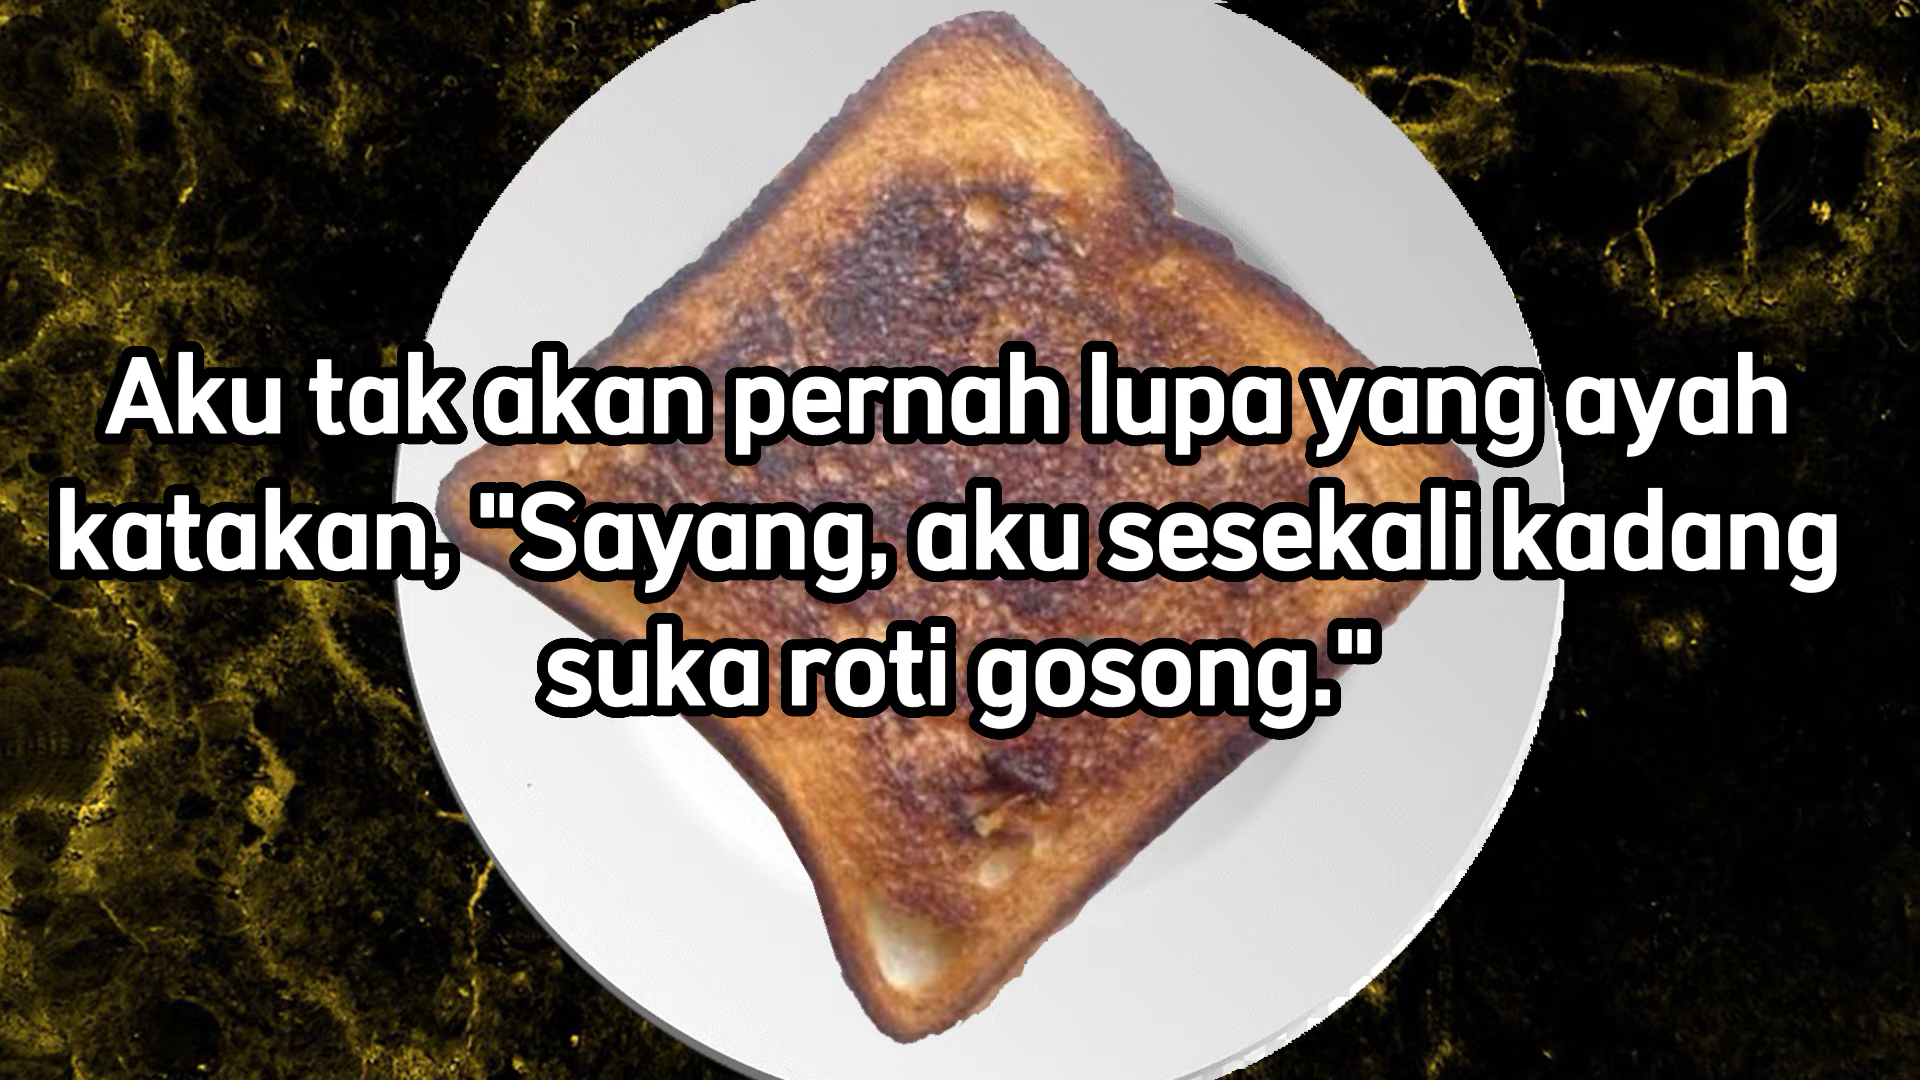 Aku tak akan pernah lupa yang ayah
katakan, "Sayang, aku sesekali kadang
suka roti gosong."